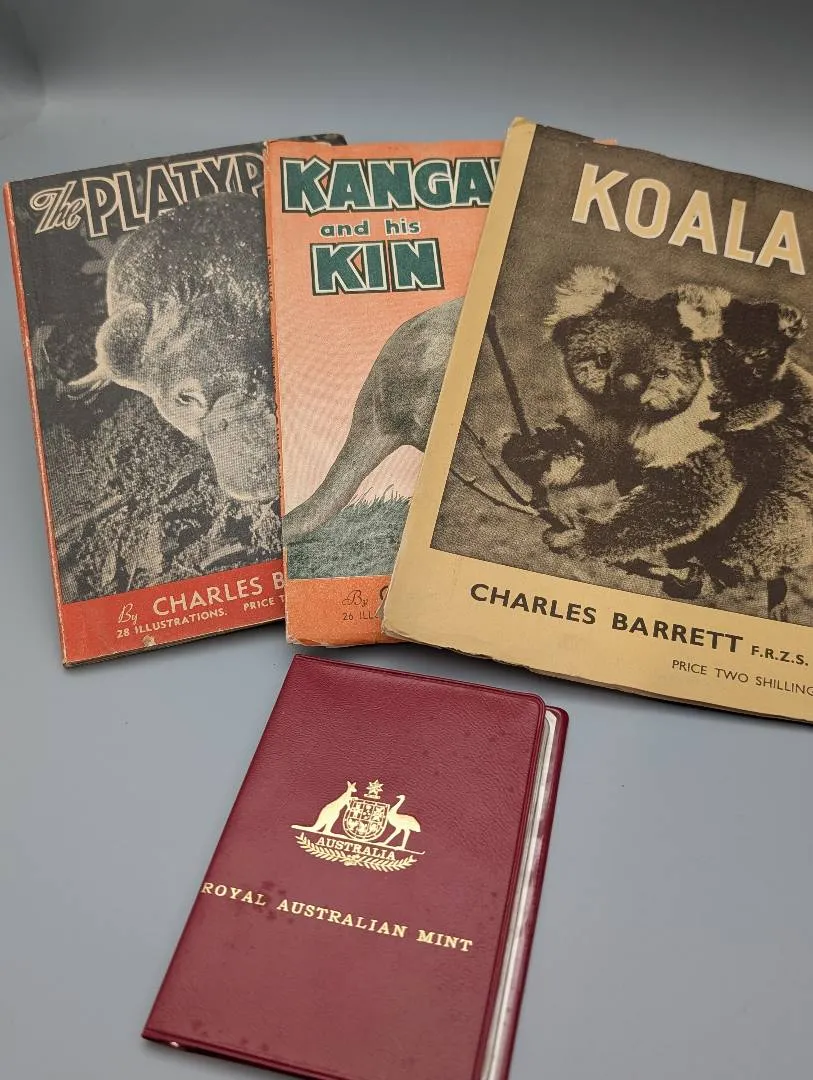 The PLATYP
By CHARLES B
28 ILLUSTRATIONS. PRICE T
KANGA
and his
KIN
By
26 ILL
KOALA
CHARLES BARRETT F.R.Z.S.
PRICE TWO SHILLING
AUSTRALIA
ROYAL AUSTRALIAN MINT